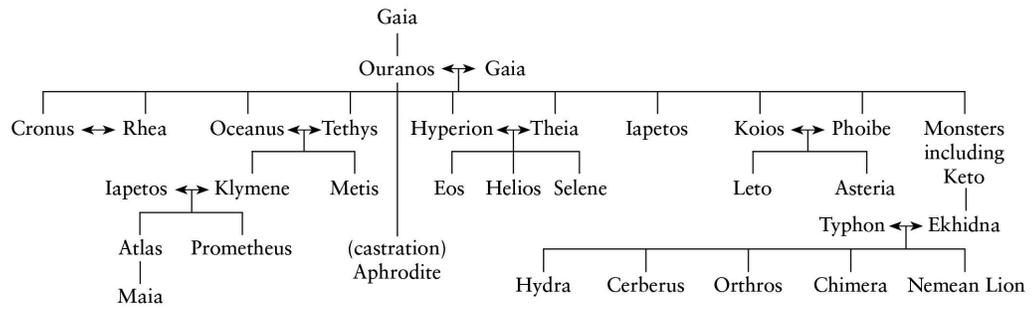 Gaia
Ouranos Gaia
Cronus Rhea Oceanus Tethys Hyperion Theia Iapetos Koios Phoibe Monsters
including
Keto
Iapetos Klymene Metis Eos Helios Selene Leto Asteria
Typhon Ekhidna
Atlas Prometheus (castration)
Aphrodite
Hydra Cerberus Orthros Chimera Nemean Lion
Maia